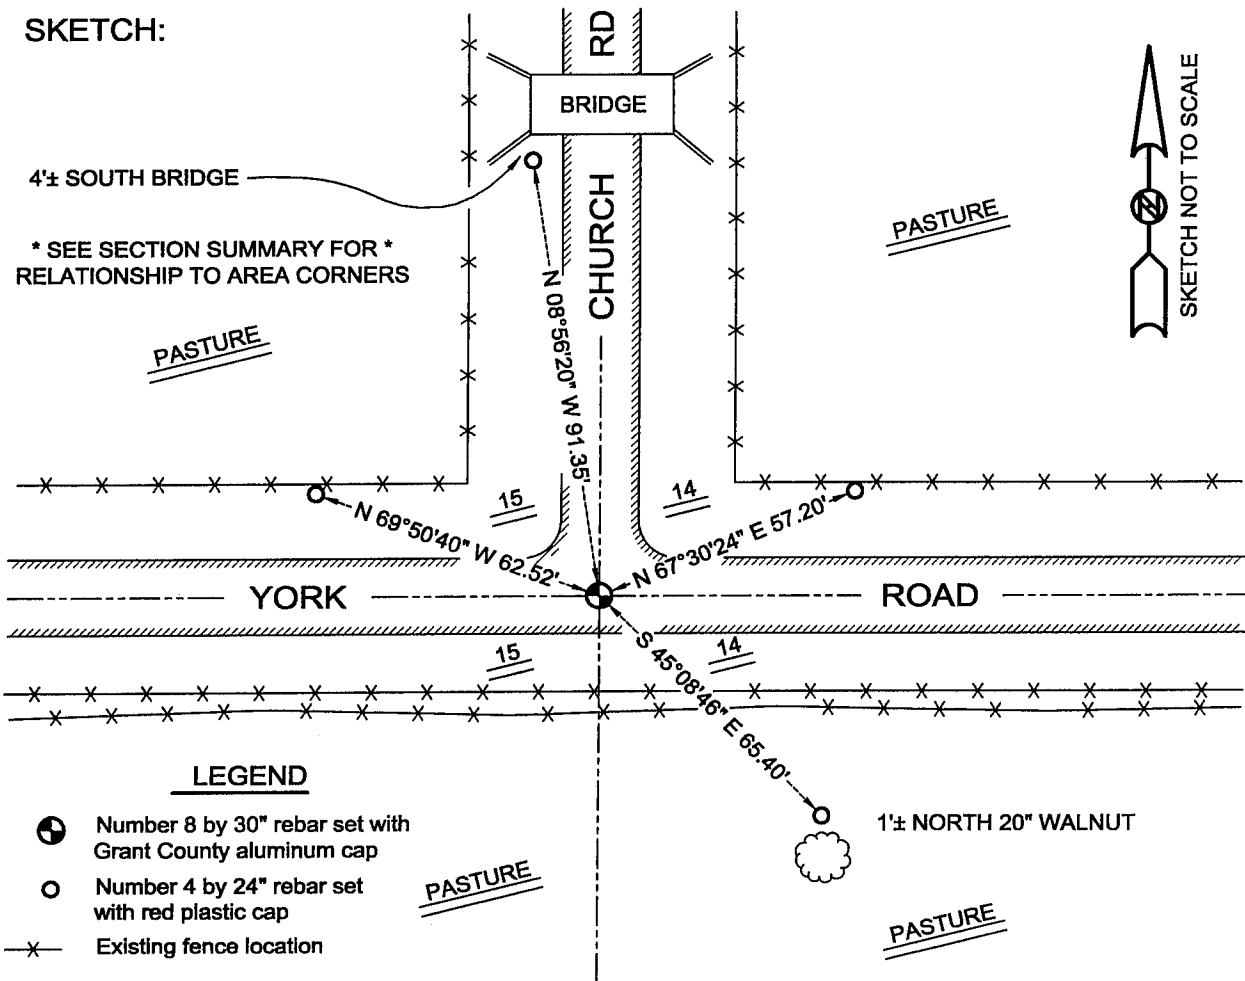 SKETCH:
RD
BRIDGE
4'± SOUTH BRIDGE
CHURCH
* SEE SECTION SUMMARY FOR *
RELATIONSHIP TO AREA CORNERS
PASTURE
PASTURE
N
SKETCH NOT TO SCALE
N 08°56'20" W 91.35'
15
14
N 69°50'40" W 62.52'
N 67°30'24" E 57.20'
YORK
ROAD
15
14
S 45°08'46" E 65.40'
1'± NORTH 20" WALNUT
LEGEND
Number 8 by 30" rebar set with
Grant County aluminum cap
Number 4 by 24" rebar set
with red plastic cap
Existing fence location
PASTURE
PASTURE